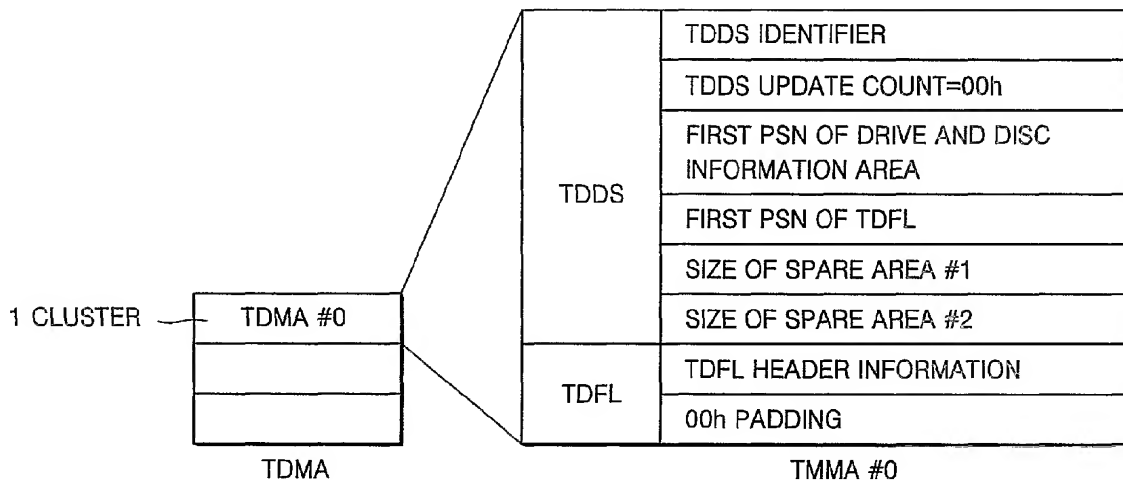 TDDS IDENTIFIER
TDDS UPDATE COUNT=00h
FIRST PSN OF DRIVE AND DISC
INFORMATION AREA
TDDS
FIRST PSN OF TDFL
SIZE OF SPARE AREA #1
1 CLUSTER
TDMA #0
SIZE OF SPARE AREA #2
TDFL HEADER INFORMATION
TDFL
00h PADDING
TDMA
TMMA #0